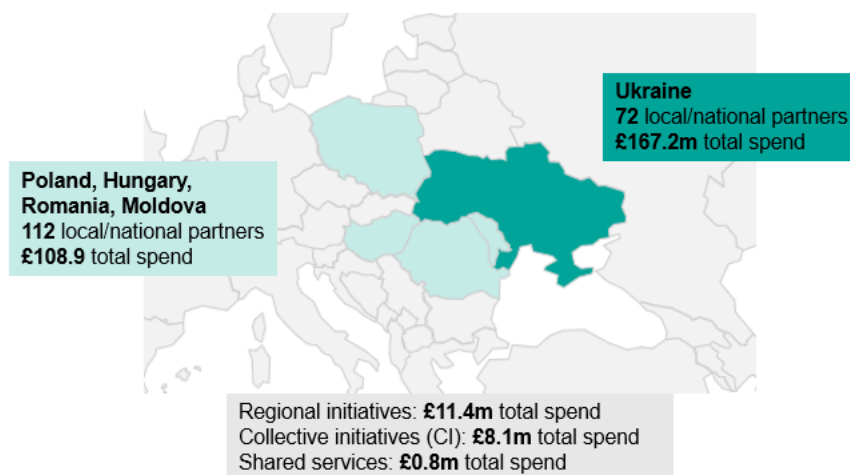 Ukraine
72 local/national partners
£167.2m total spend
Poland, Hungary,
Romania, Moldova
112 local/national partners
£108.9 total spend
Regional initiatives: £11.4m total spend
Collective initiatives (CI): £8.1m total spend
Shared services: £0.8m total spend